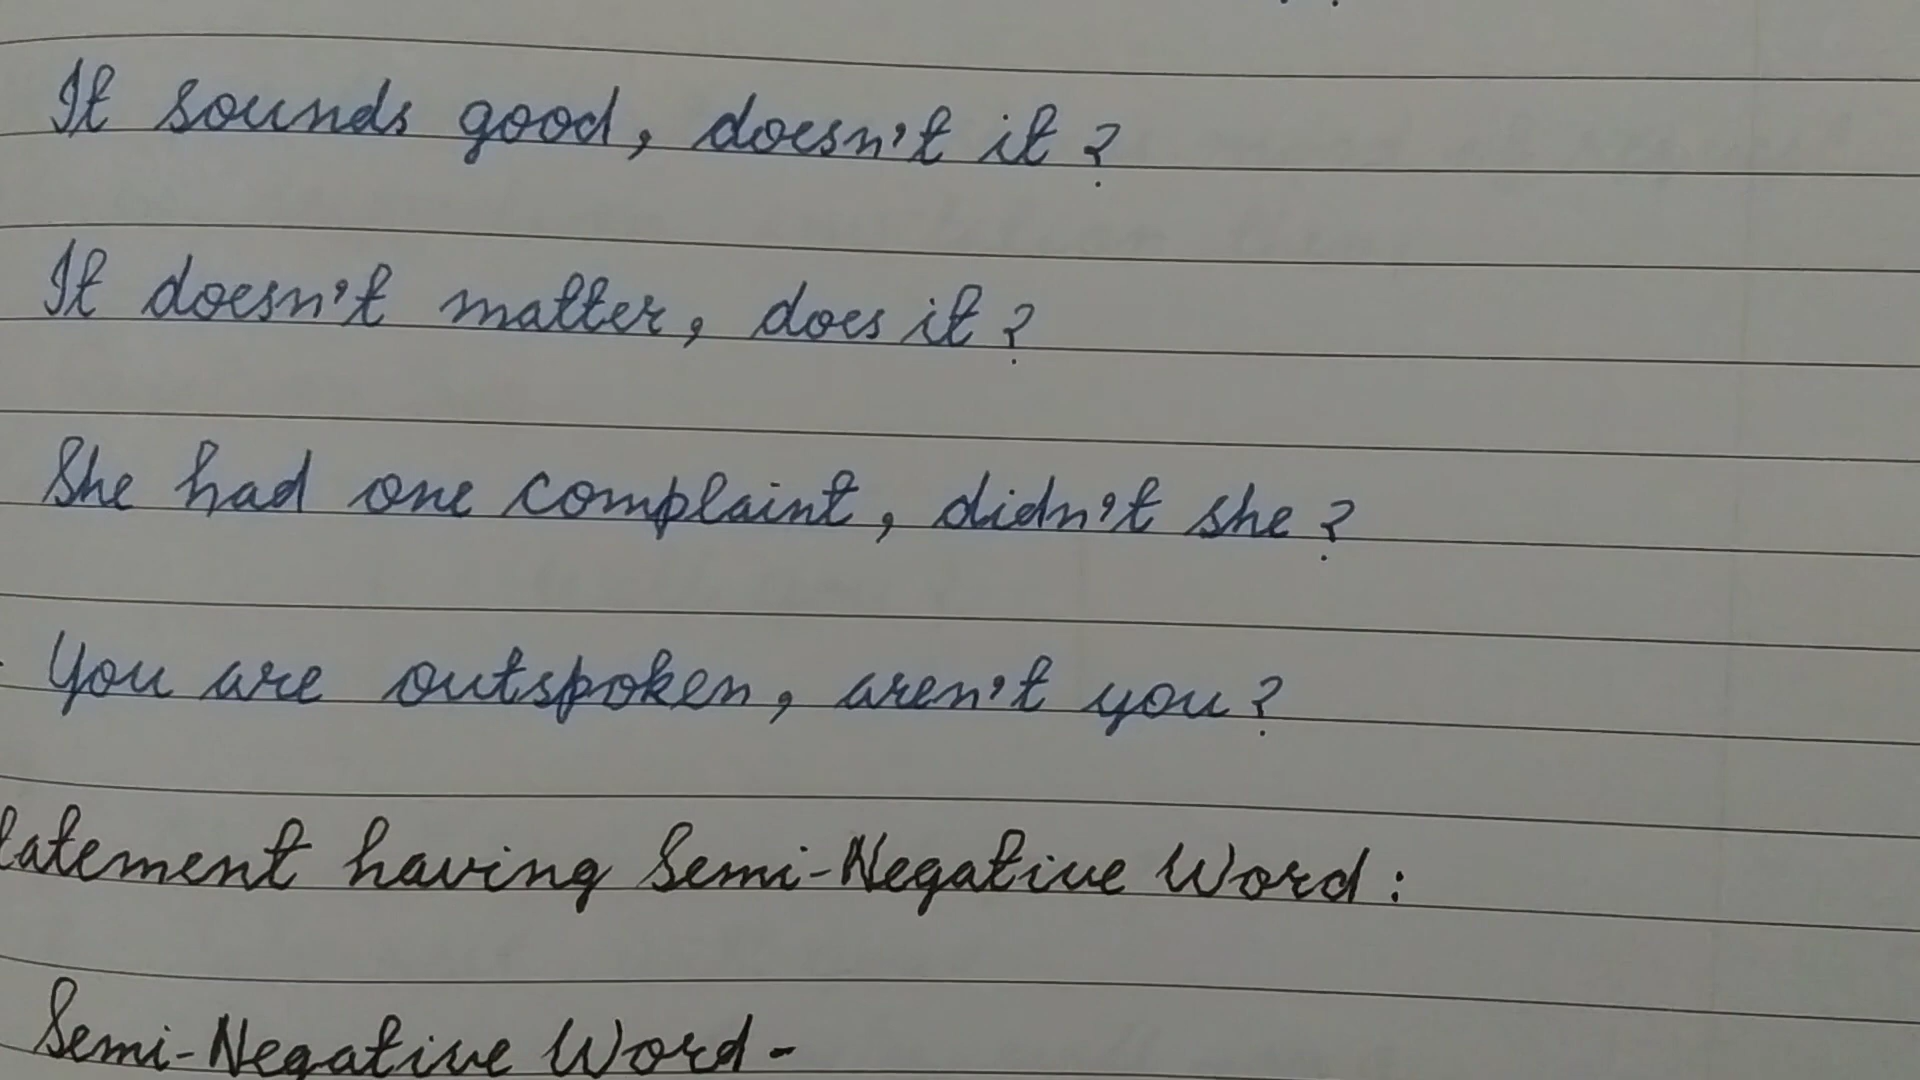 It sounds good, doesn't it?
It doesn't matter, does it?
She had one complaint, didn't she?
You are outspoken, aren't you?
tatement having Semi-Negative Word:
Semi-Negative Word-